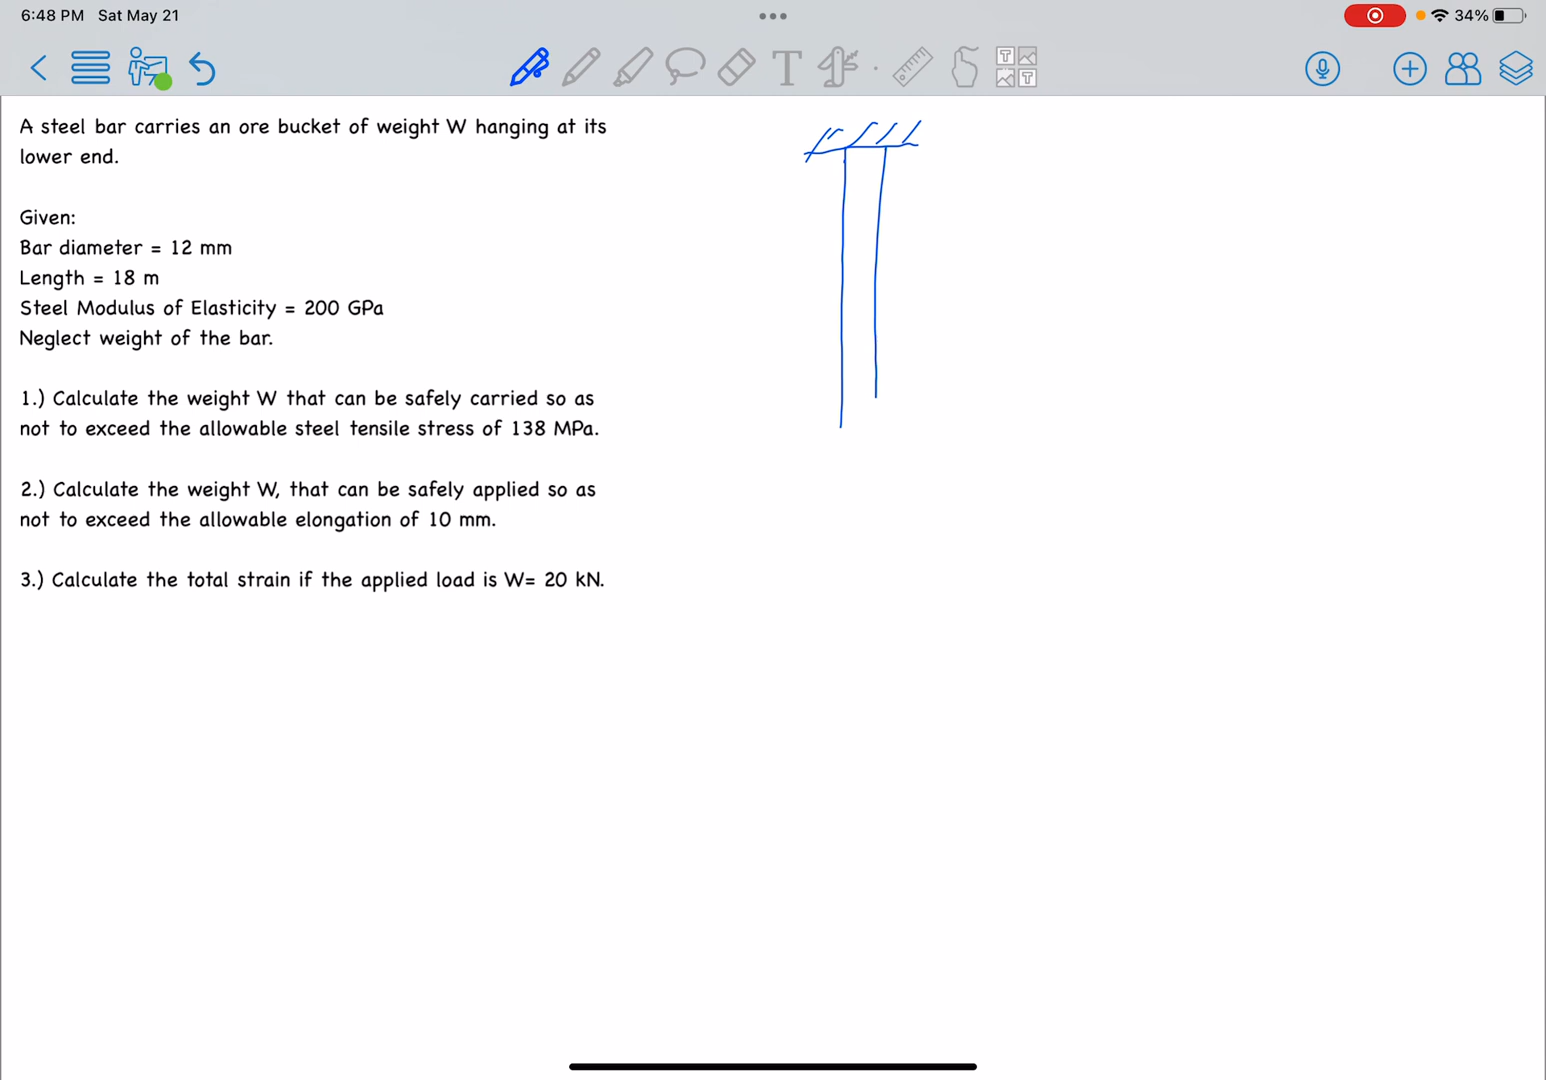 6:48 PM Sat May 21
34%
A steel bar carries an ore bucket of weight W hanging at its
lower end.
Given:
Bar diameter = 12 mm
Length = 18 m
Steel Modulus of Elasticity = 200 GPa
Neglect weight of the bar.
1.) Calculate the weight W that can be safely carried so as
not to exceed the allowable steel tensile stress of 138 MPa.
2.) Calculate the weight W, that can be safely applied so as
not to exceed the allowable elongation of 10 mm.
3.) Calculate the total strain if the applied load is W= 20 kN.